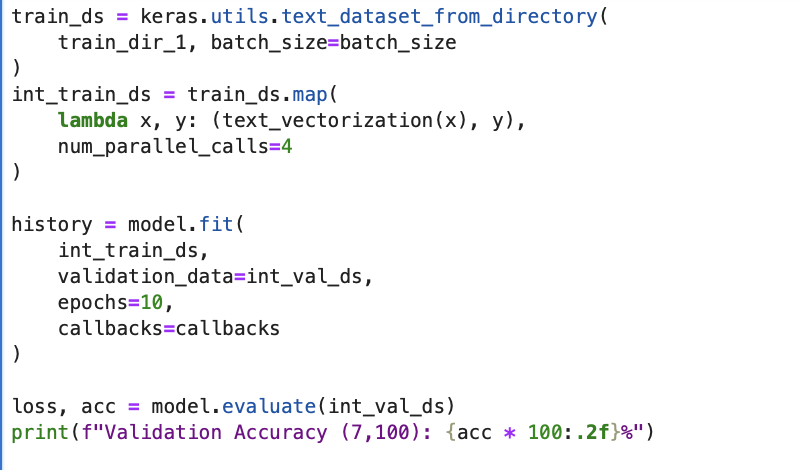 train_ds = keras.utils.text_dataset_from_directory(
    train_dir_1, batch_size=batch_size
)
int_train_ds = train_ds.map(
    lambda x, y: (text_vectorization(x), y),
    num_parallel_calls=4
)

history = model.fit(
    int_train_ds,
    validation_data=int_val_ds,
    epochs=10,
    callbacks=callbacks
)

loss, acc = model.evaluate(int_val_ds)
print(f"Validation Accuracy (7,100): {acc * 100:.2f}%")